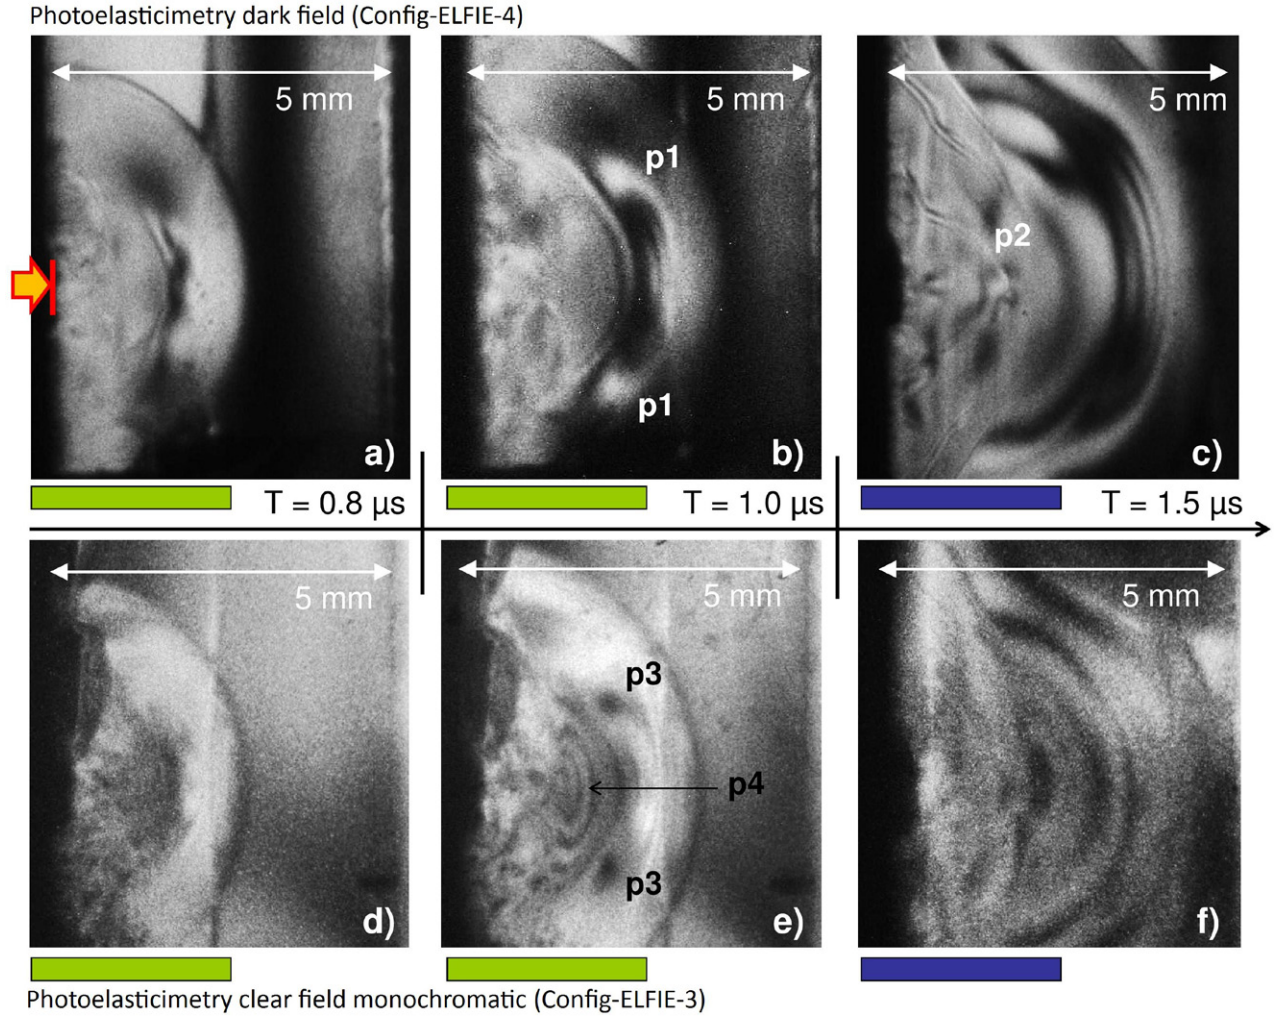 Photoelasticimetry dark field (Config-ELFIE-4)
5 mm
5 mm
5 mm
p1
p1
p2
a)
b)
c)
T = 0.8 µs
T = 1.0 µs
T = 1.5 µs
5 mm
5 mm
5 mm
p3
p4
p3
d)
e)
f)
Photoelasticimetry clear field monochromatic (Config-ELFIE-3)